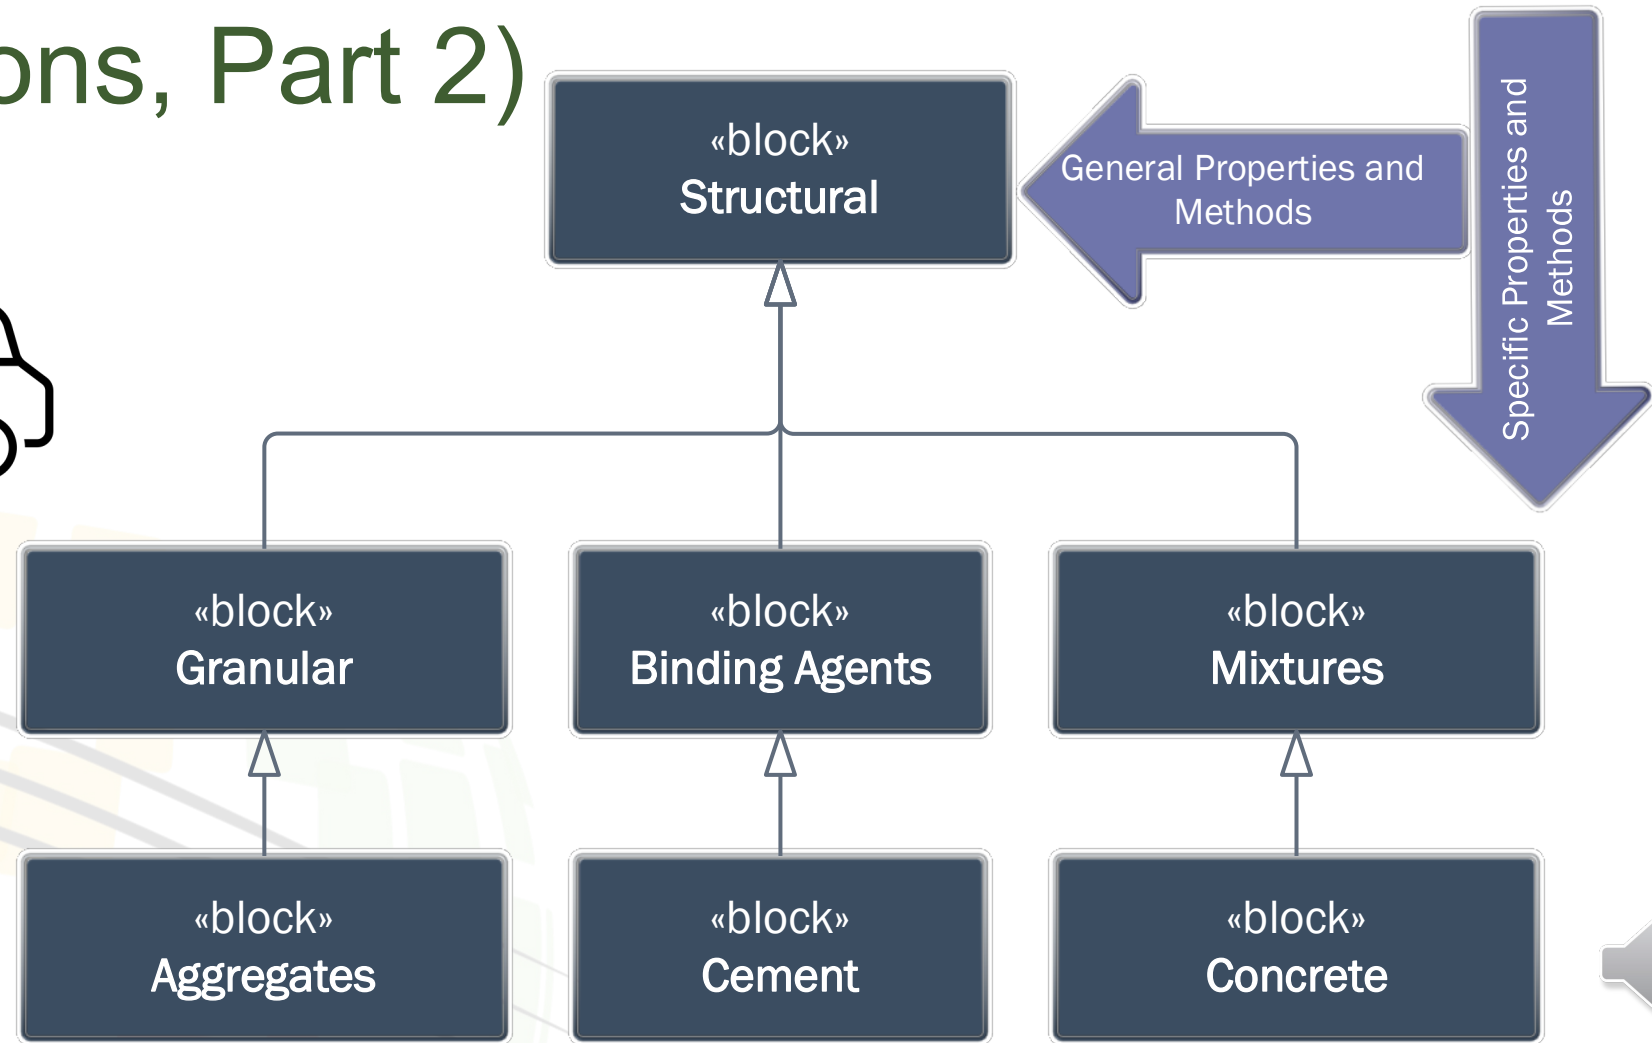 ons, Part 2)
«block»
Structural
General Properties and
Methods
Specific Properties and
Methods
«block»
Granular
«block»
Binding Agents
«block»
Mixtures
«block»
Aggregates
«block»
Cement
«block»
Concrete